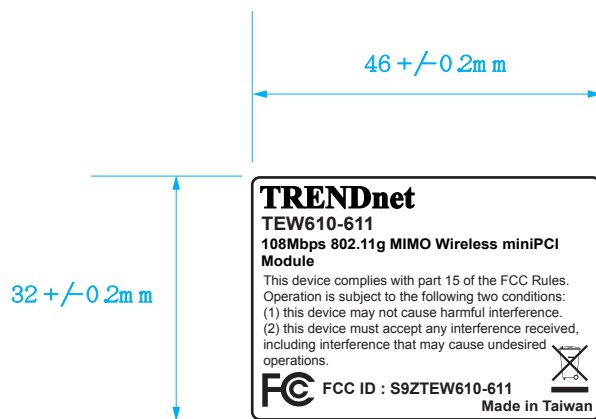 46 +/-0.2mm
32 +/-0.2mm
TRENDnet
TEW610-611
108Mbps 802.11g MIMO Wireless miniPCI
Module
This device complies with part 15 of the FCC Rules.
Operation is subject to the following two conditions:
(1) this device may not cause harmful interference.
(2) this device must accept any interference received,
including interference that may cause undesired
operations.
FCC FCC ID : S9ZTEW610-611
Made in Taiwan